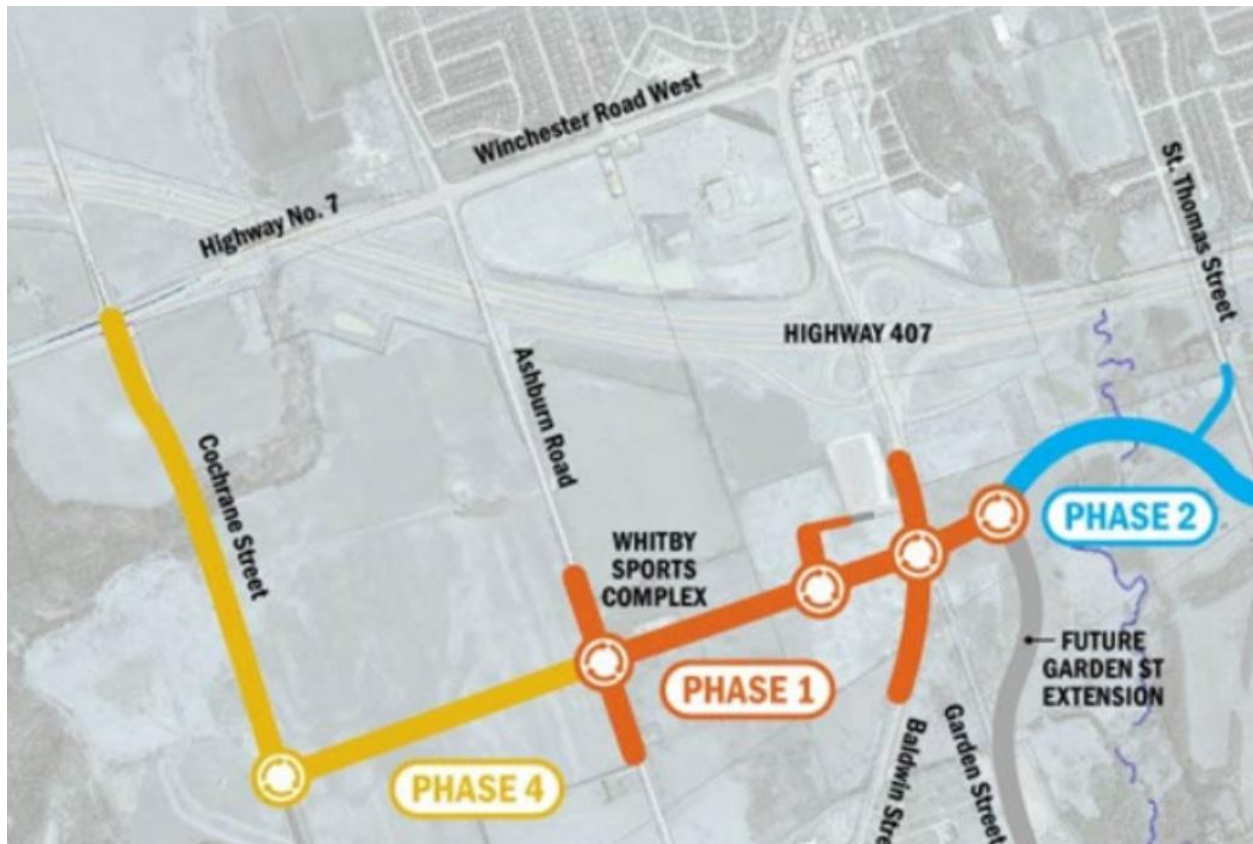 Winchester Road West
Highway No. 7
St. Thomas Street
HIGHWAY 407
Ashburn Road
Cochrane Street
WHITBY
SPORTS
COMPLEX
PHASE 2
PHASE 1
FUTURE
GARDEN ST
EXTENSION
PHASE 4
Baldwin Stre
Garden Street